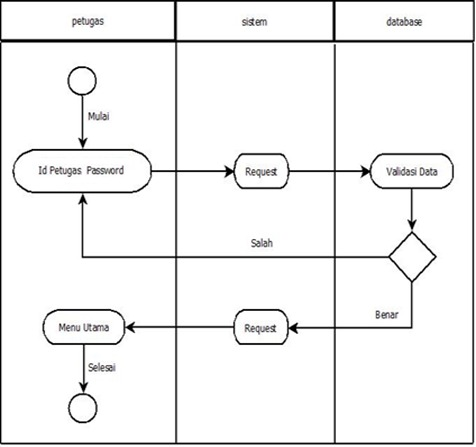 petugas
sistem
database
Mulai
Id Petugas Password
Request
Validasi Data
Salah
Benar
Menu Utama
Request
Selesai